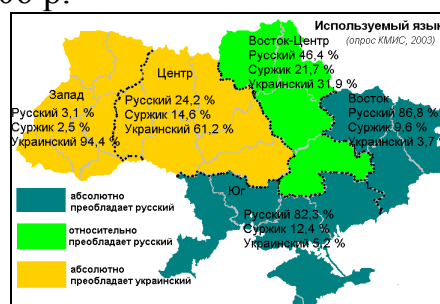 Используемый язык
(опрос КМИС, 2003)
Восток-Центр
Русский 46,4 %
Суржик 21,7 %
Украинский 31,9 %
Центр
Русский 24,2 %
Суржик 14,6 %
Украинский 61,2 %
Запад
Русский 3,1 %
Суржик 2,5 %
Украинский 94,4 %
Восток
Русский 86,8 %
Суржик 9,6 %
Украинский 3,7
Юг
Русский 82,3 %
Суржик 12,4 %
Украинский 5,2 %
абсолютно
преобладает русский
относительно
преобладает русский
абсолютно
преобладает украинский